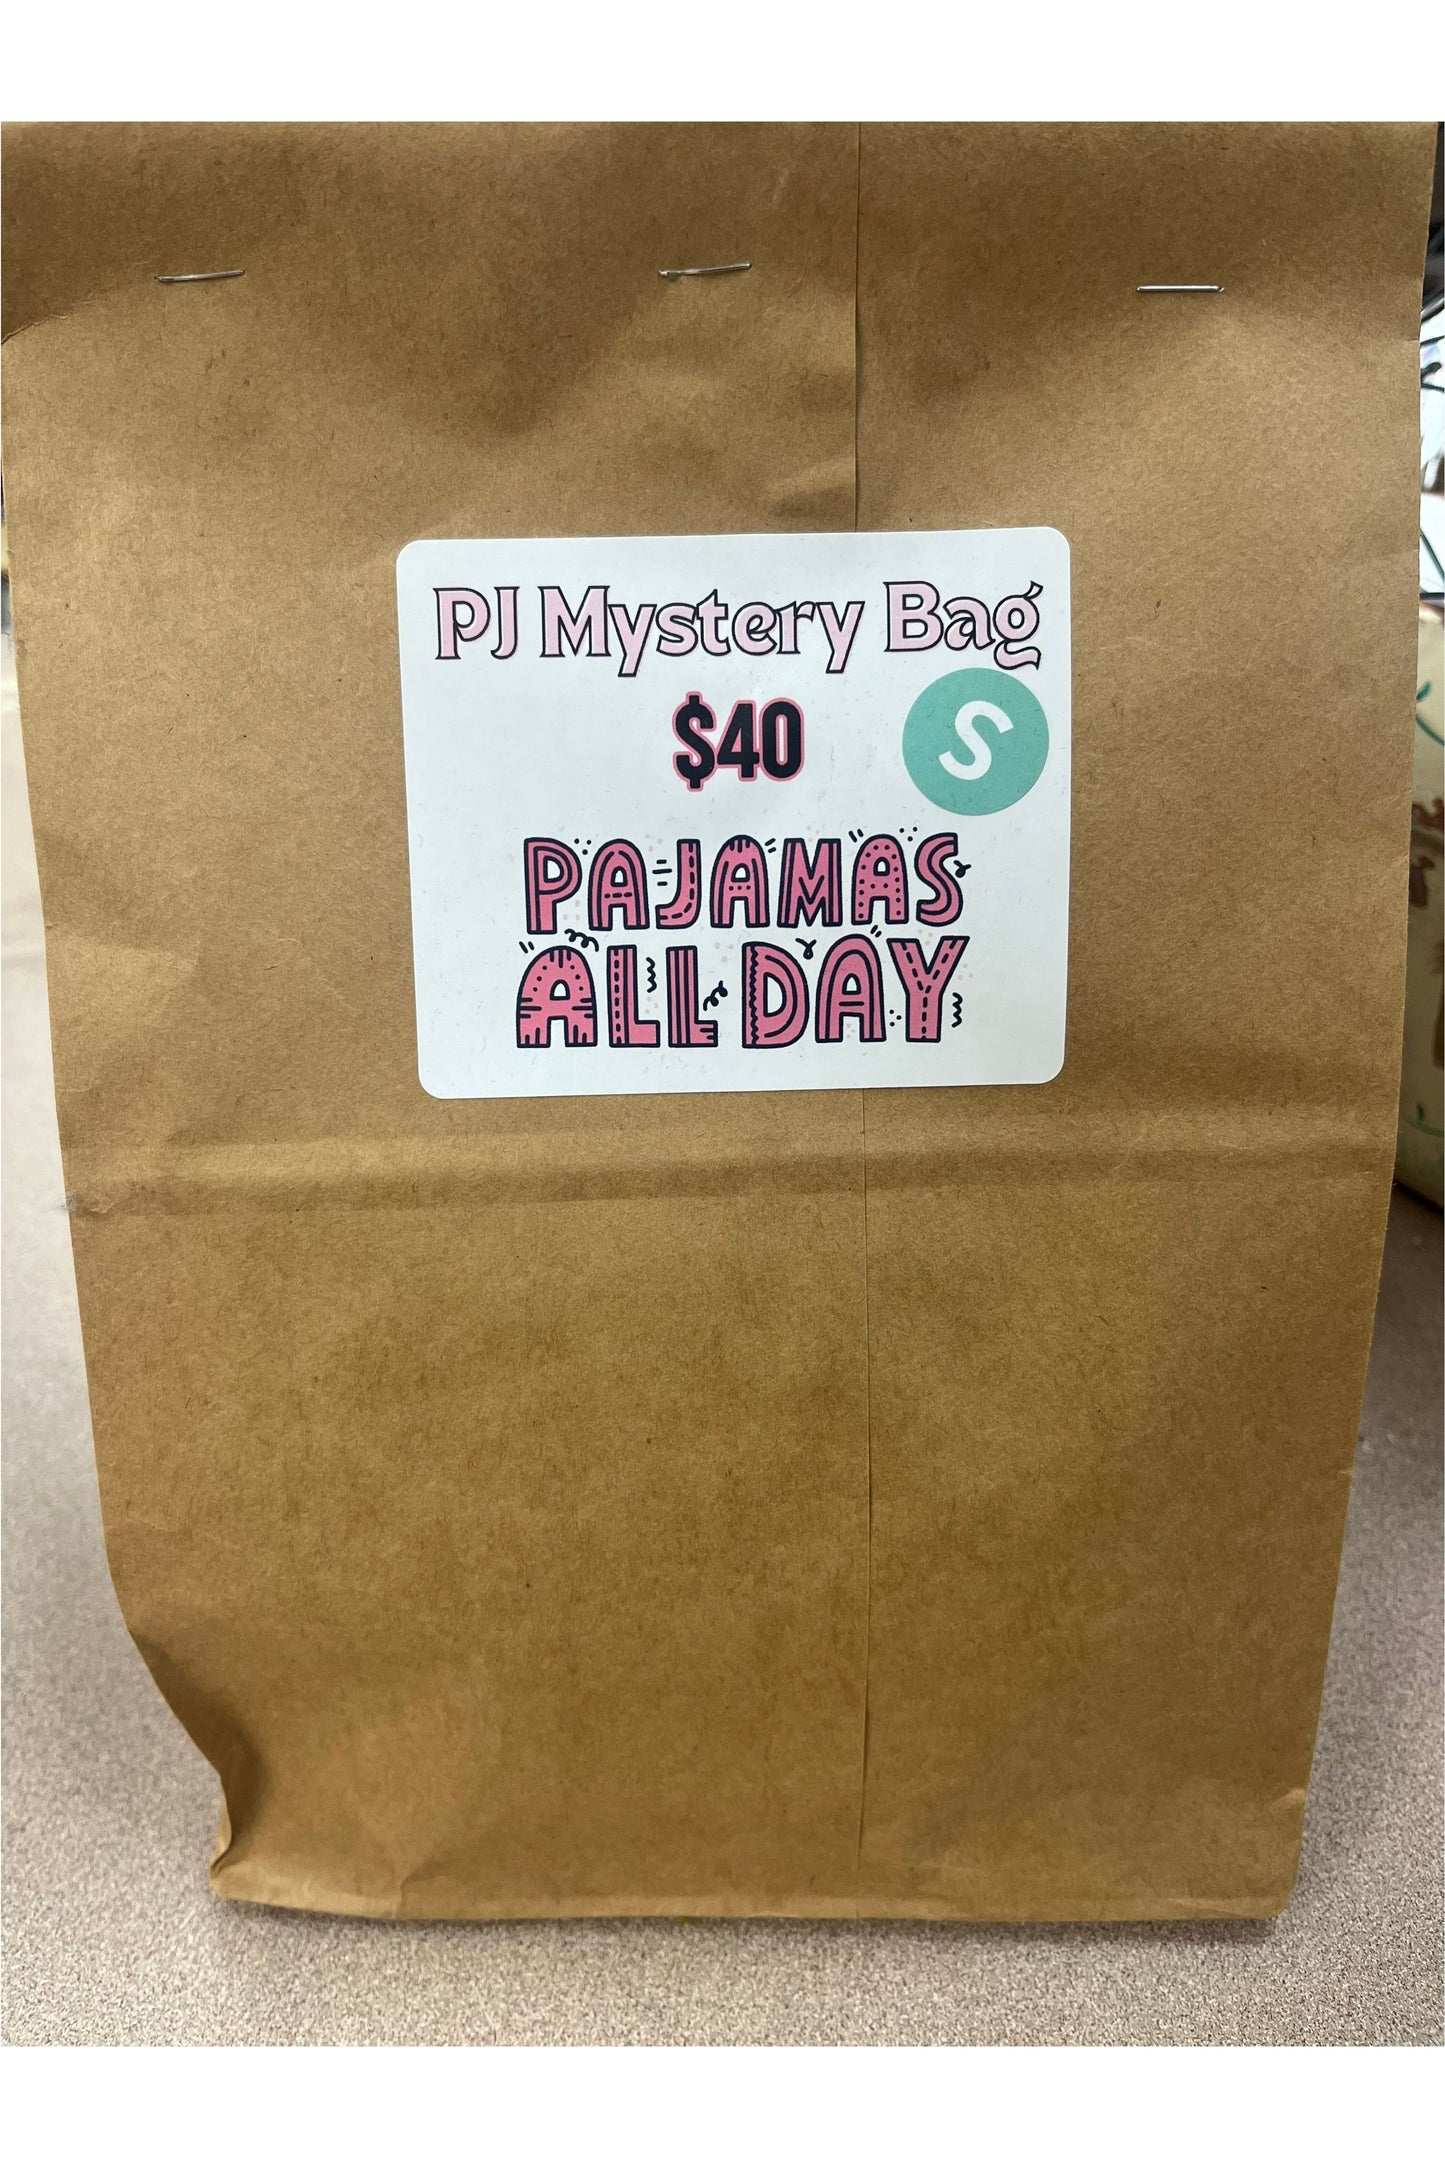 PJ Mystery Bag
$40
S
PAJAMAS
ALL DAY